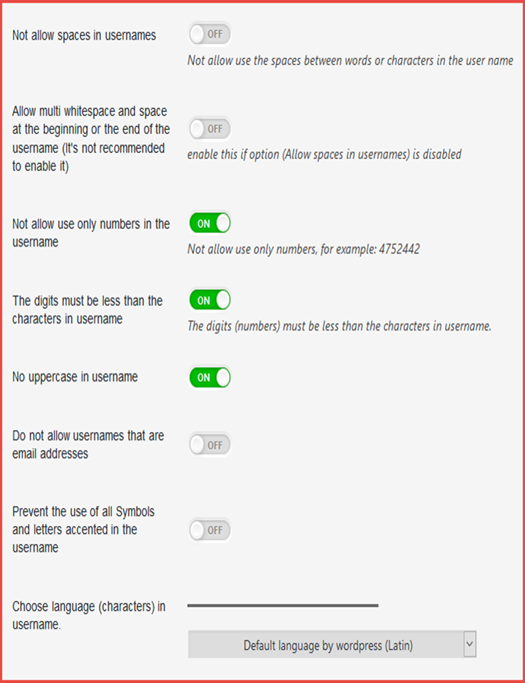 Not allow spaces in usernames
OFF
Not allow use the spaces between words or characters in the user name
Allow multi whitespace and space
at the beginning or the end of the
username (It's not recommended
to enable it)
OFF
enable this if option (Allow spaces in usernames) is disabled
Not allow use only numbers in the
username
ON
Not allow use only numbers, for example: 4752442
The digits must be less than the
characters in username
ON
The digits (numbers) must be less than the characters in username.
No uppercase in username
ON
Do not allow usernames that are
email addresses
OFF
Prevent the use of all Symbols
and letters accented in the
username
OFF
Choose language (characters) in
username.
Default language by wordpress (Latin)